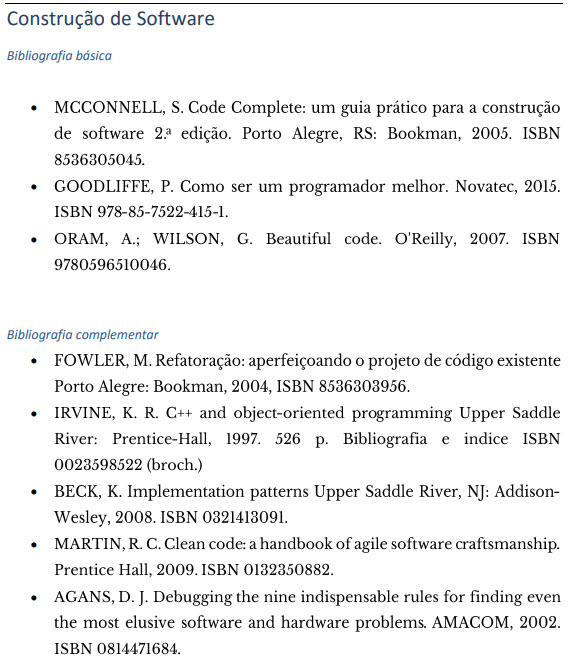 Construção de Software
Bibliografia básica
• MCCONNELL, S. Code Complete: um guia prático para a construção
de software 2.ª edição. Porto Alegre, RS: Bookman, 2005. ISBN
8536305045.
• GOODLIFFE, P. Como ser um programador melhor. Novatec, 2015.
ISBN 978-85-7522-415-1.
• ORAM, A.; WILSON, G. Beautiful code. O'Reilly, 2007. ISBN
9780596510046.
Bibliografia complementar
• FOWLER, M. Refatoração: aperfeiçoando o projeto de código existente
Porto Alegre: Bookman, 2004, ISBN 8536303956.
• IRVINE, K. R. C++ and object-oriented programming Upper Saddle
River: Prentice-Hall, 1997. 526 p. Bibliografia e indice ISBN
0023598522 (broch.)
• BECK, K. Implementation patterns Upper Saddle River, NJ: Addison-
Wesley, 2008. ISBN 0321413091.
• MARTIN, R. C. Clean code: a handbook of agile software craftsmanship.
Prentice Hall, 2009. ISBN 0132350882.
• AGANS, D. J. Debugging the nine indispensable rules for finding even
the most elusive software and hardware problems. AMACOM, 2002.
ISBN 0814471684.